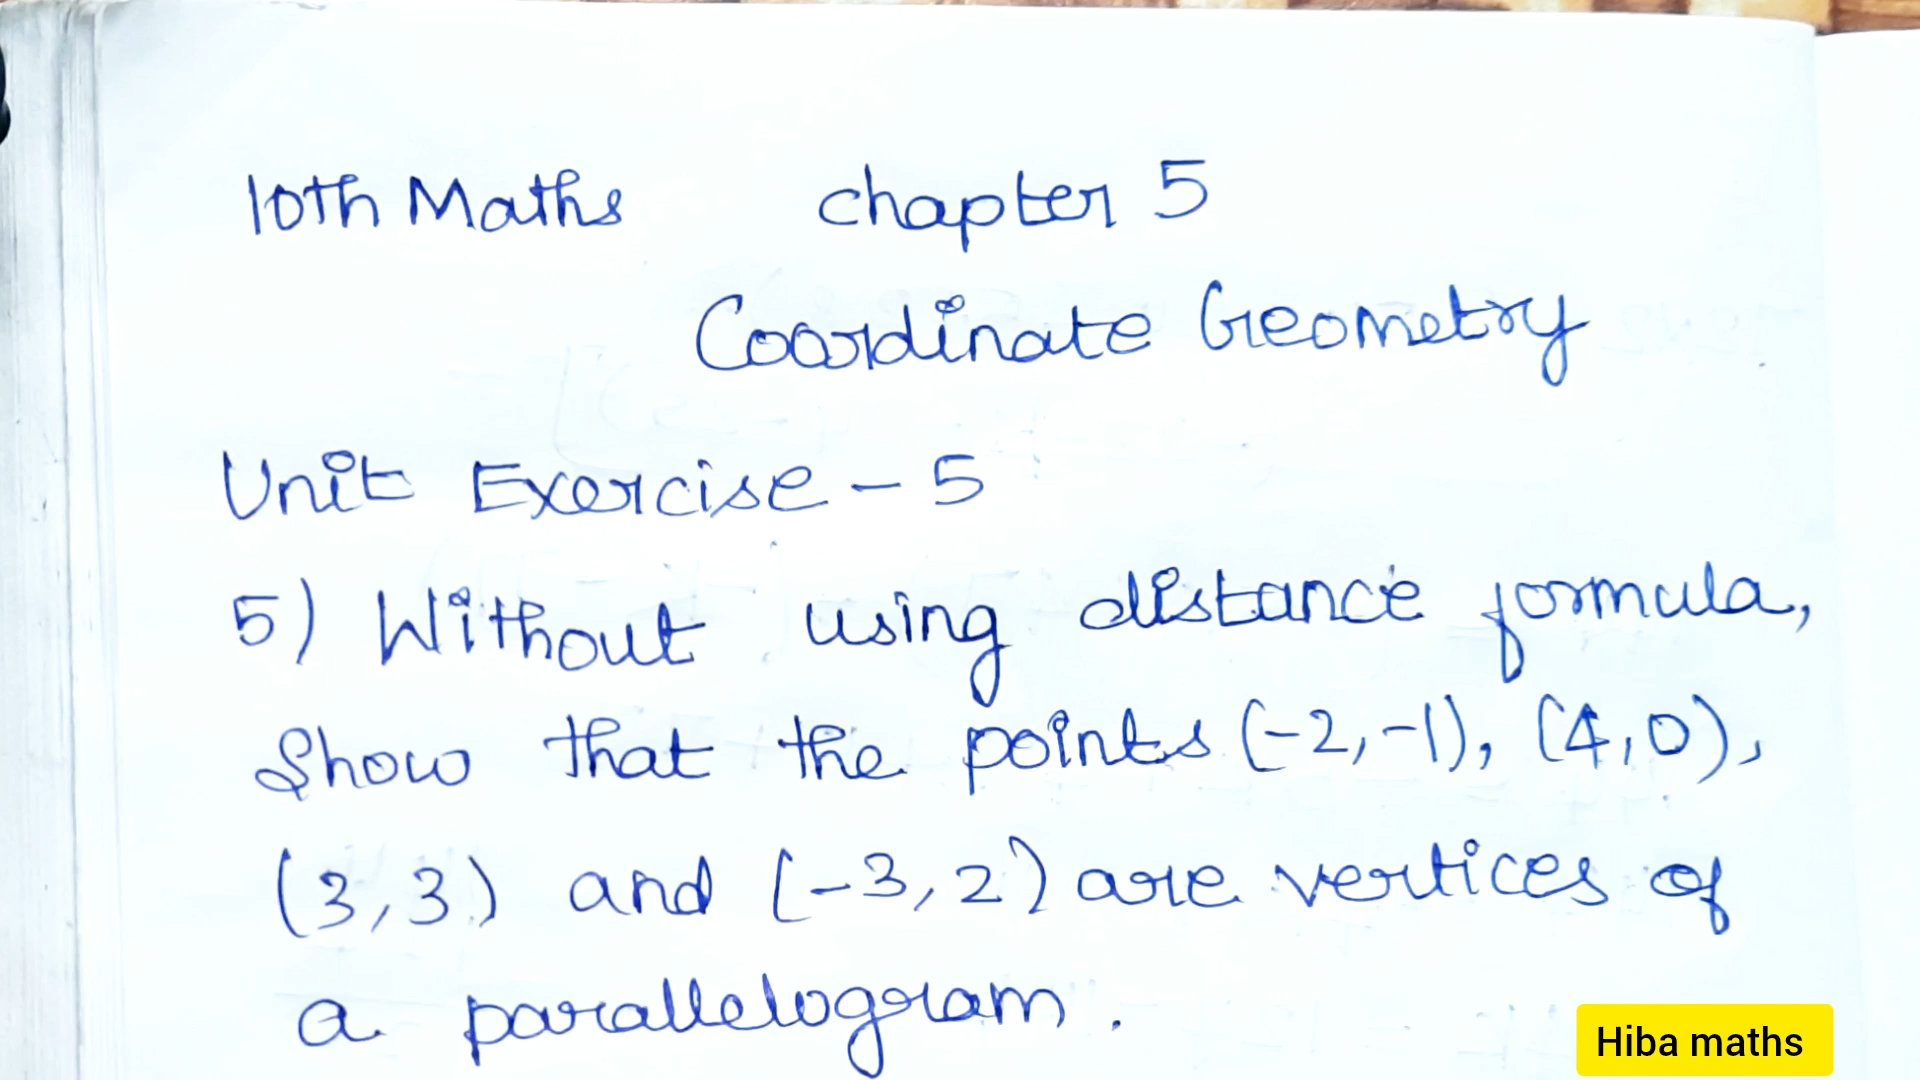 10th Maths chapter 5
Coordinate Geometry
Unit Exercise - 5
5) Without using distance formula,
Show that the points (-2,-1), (4,0),
(3,3) and (-3,2) are vertices of
a parallelogram.
Hiba maths